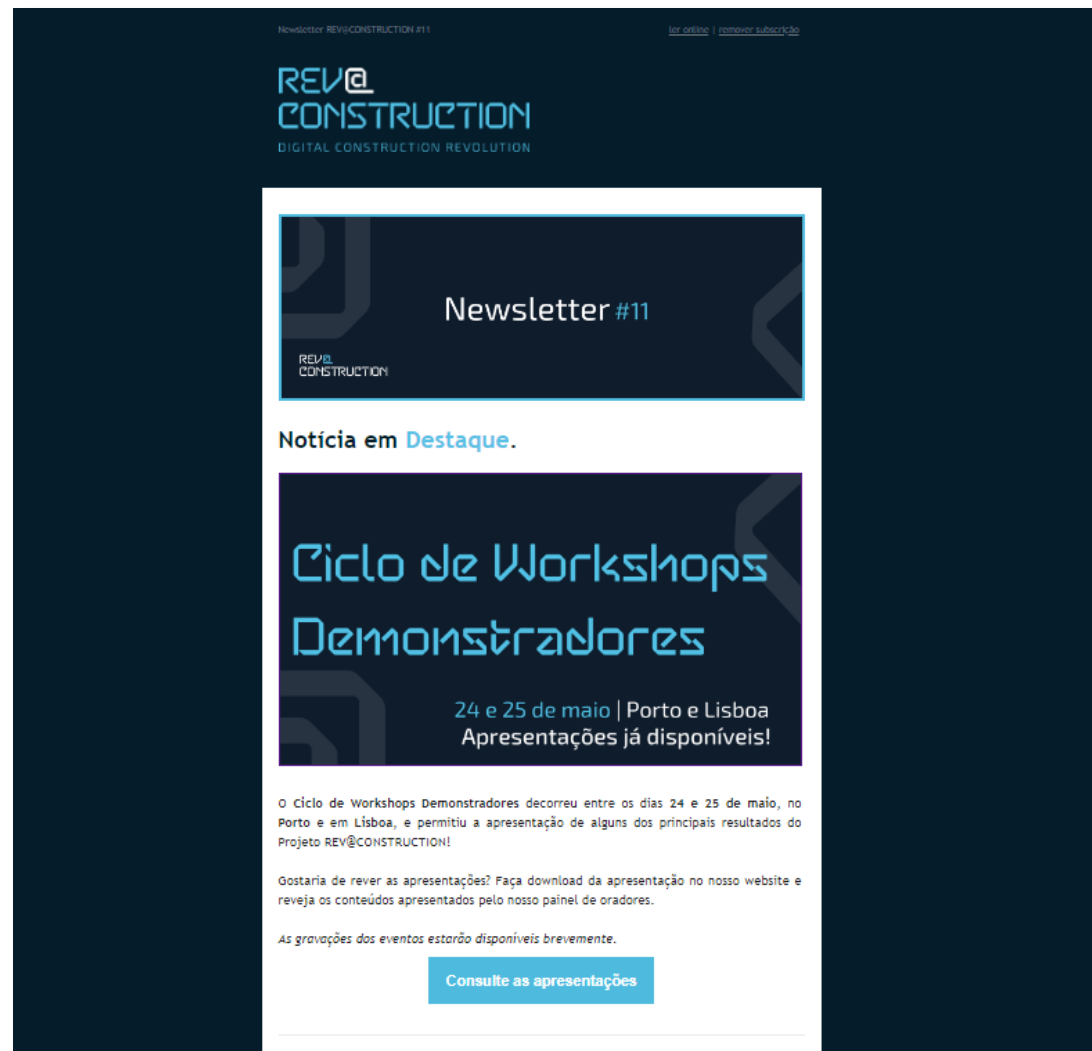 Newsletter REV@CONSTRUCTION #11
ler online | remover subscrição
REV@
CONSTRUCTION
DIGITAL CONSTRUCTION REVOLUTION
Newsletter #11
REV@
CONSTRUCTION
Notícia em Destaque.
Ciclo de Workshops
Demonstradores
24 e 25 de maio | Porto e Lisboa
Apresentações já disponíveis!
O Ciclo de Workshops Demonstradores decorreu entre os dias 24 e 25 de maio, no
Porto e em Lisboa, e permitiu a apresentação de alguns dos principais resultados do
Projeto REV@CONSTRUCTION!
Gostaria de rever as apresentações? Faça download da apresentação no nosso website e
reveja os conteúdos apresentados pelo nosso painel de oradores.
As gravações dos eventos estarão disponíveis brevemente.
Consulte as apresentações